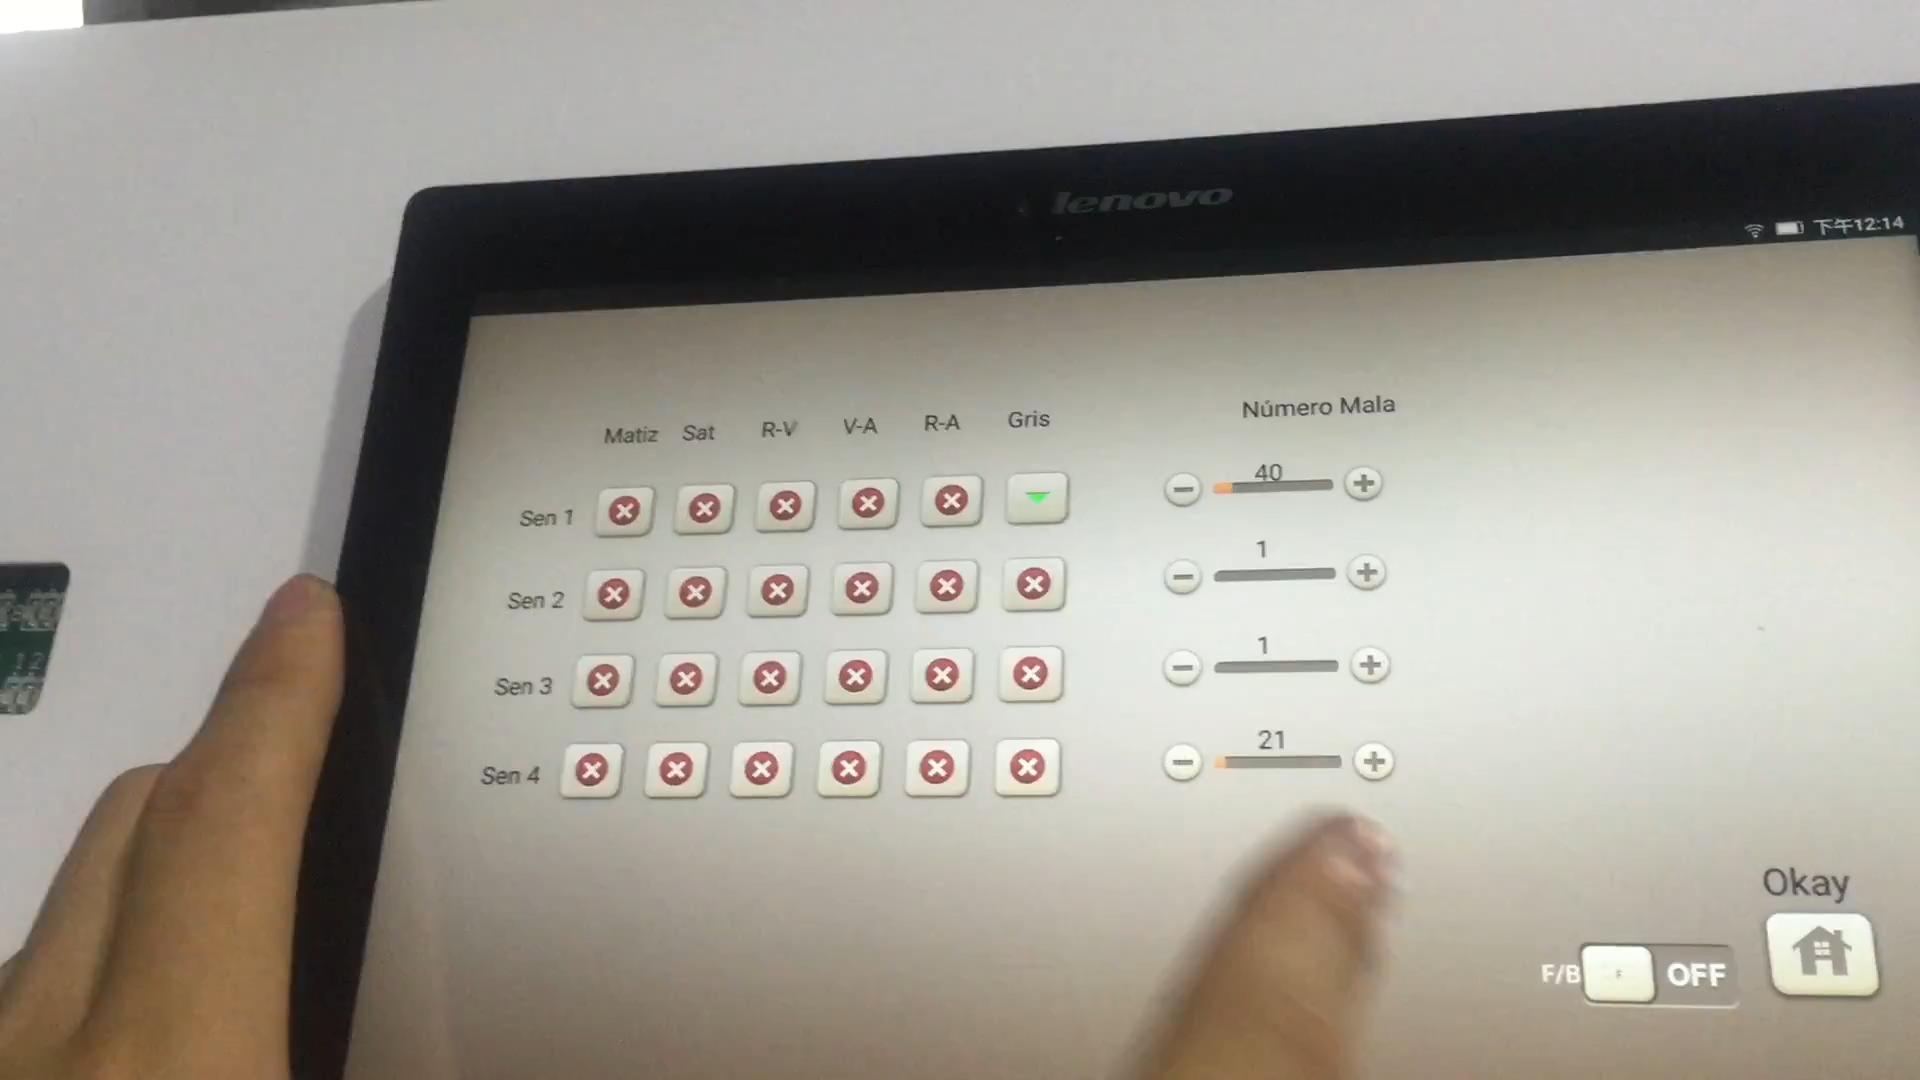 lenovo
下午12:14
Matiz Sat R-V V-A R-A Gris Número Mala
Sen 1 40
Sen 2 1
Sen 3 1
Sen 4 21
Okay
F/B OFF